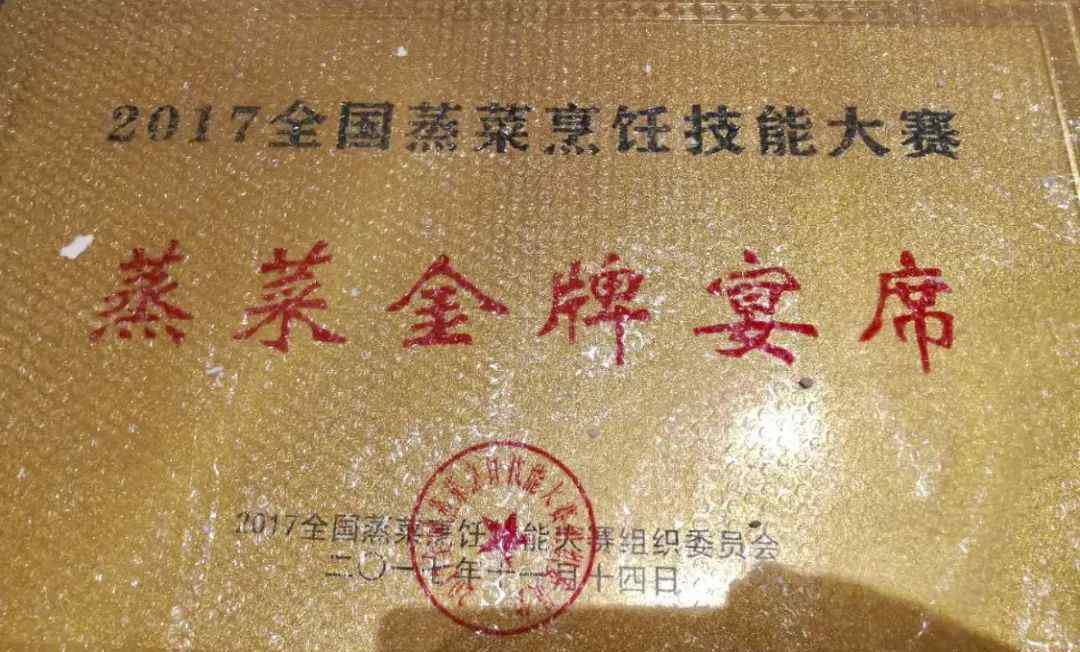 2017全国蒸菜烹饪技能大赛
蒸菜金牌宴席
2017全国蒸菜烹饪技能大赛组织委员会
二〇一七年十一月十四日